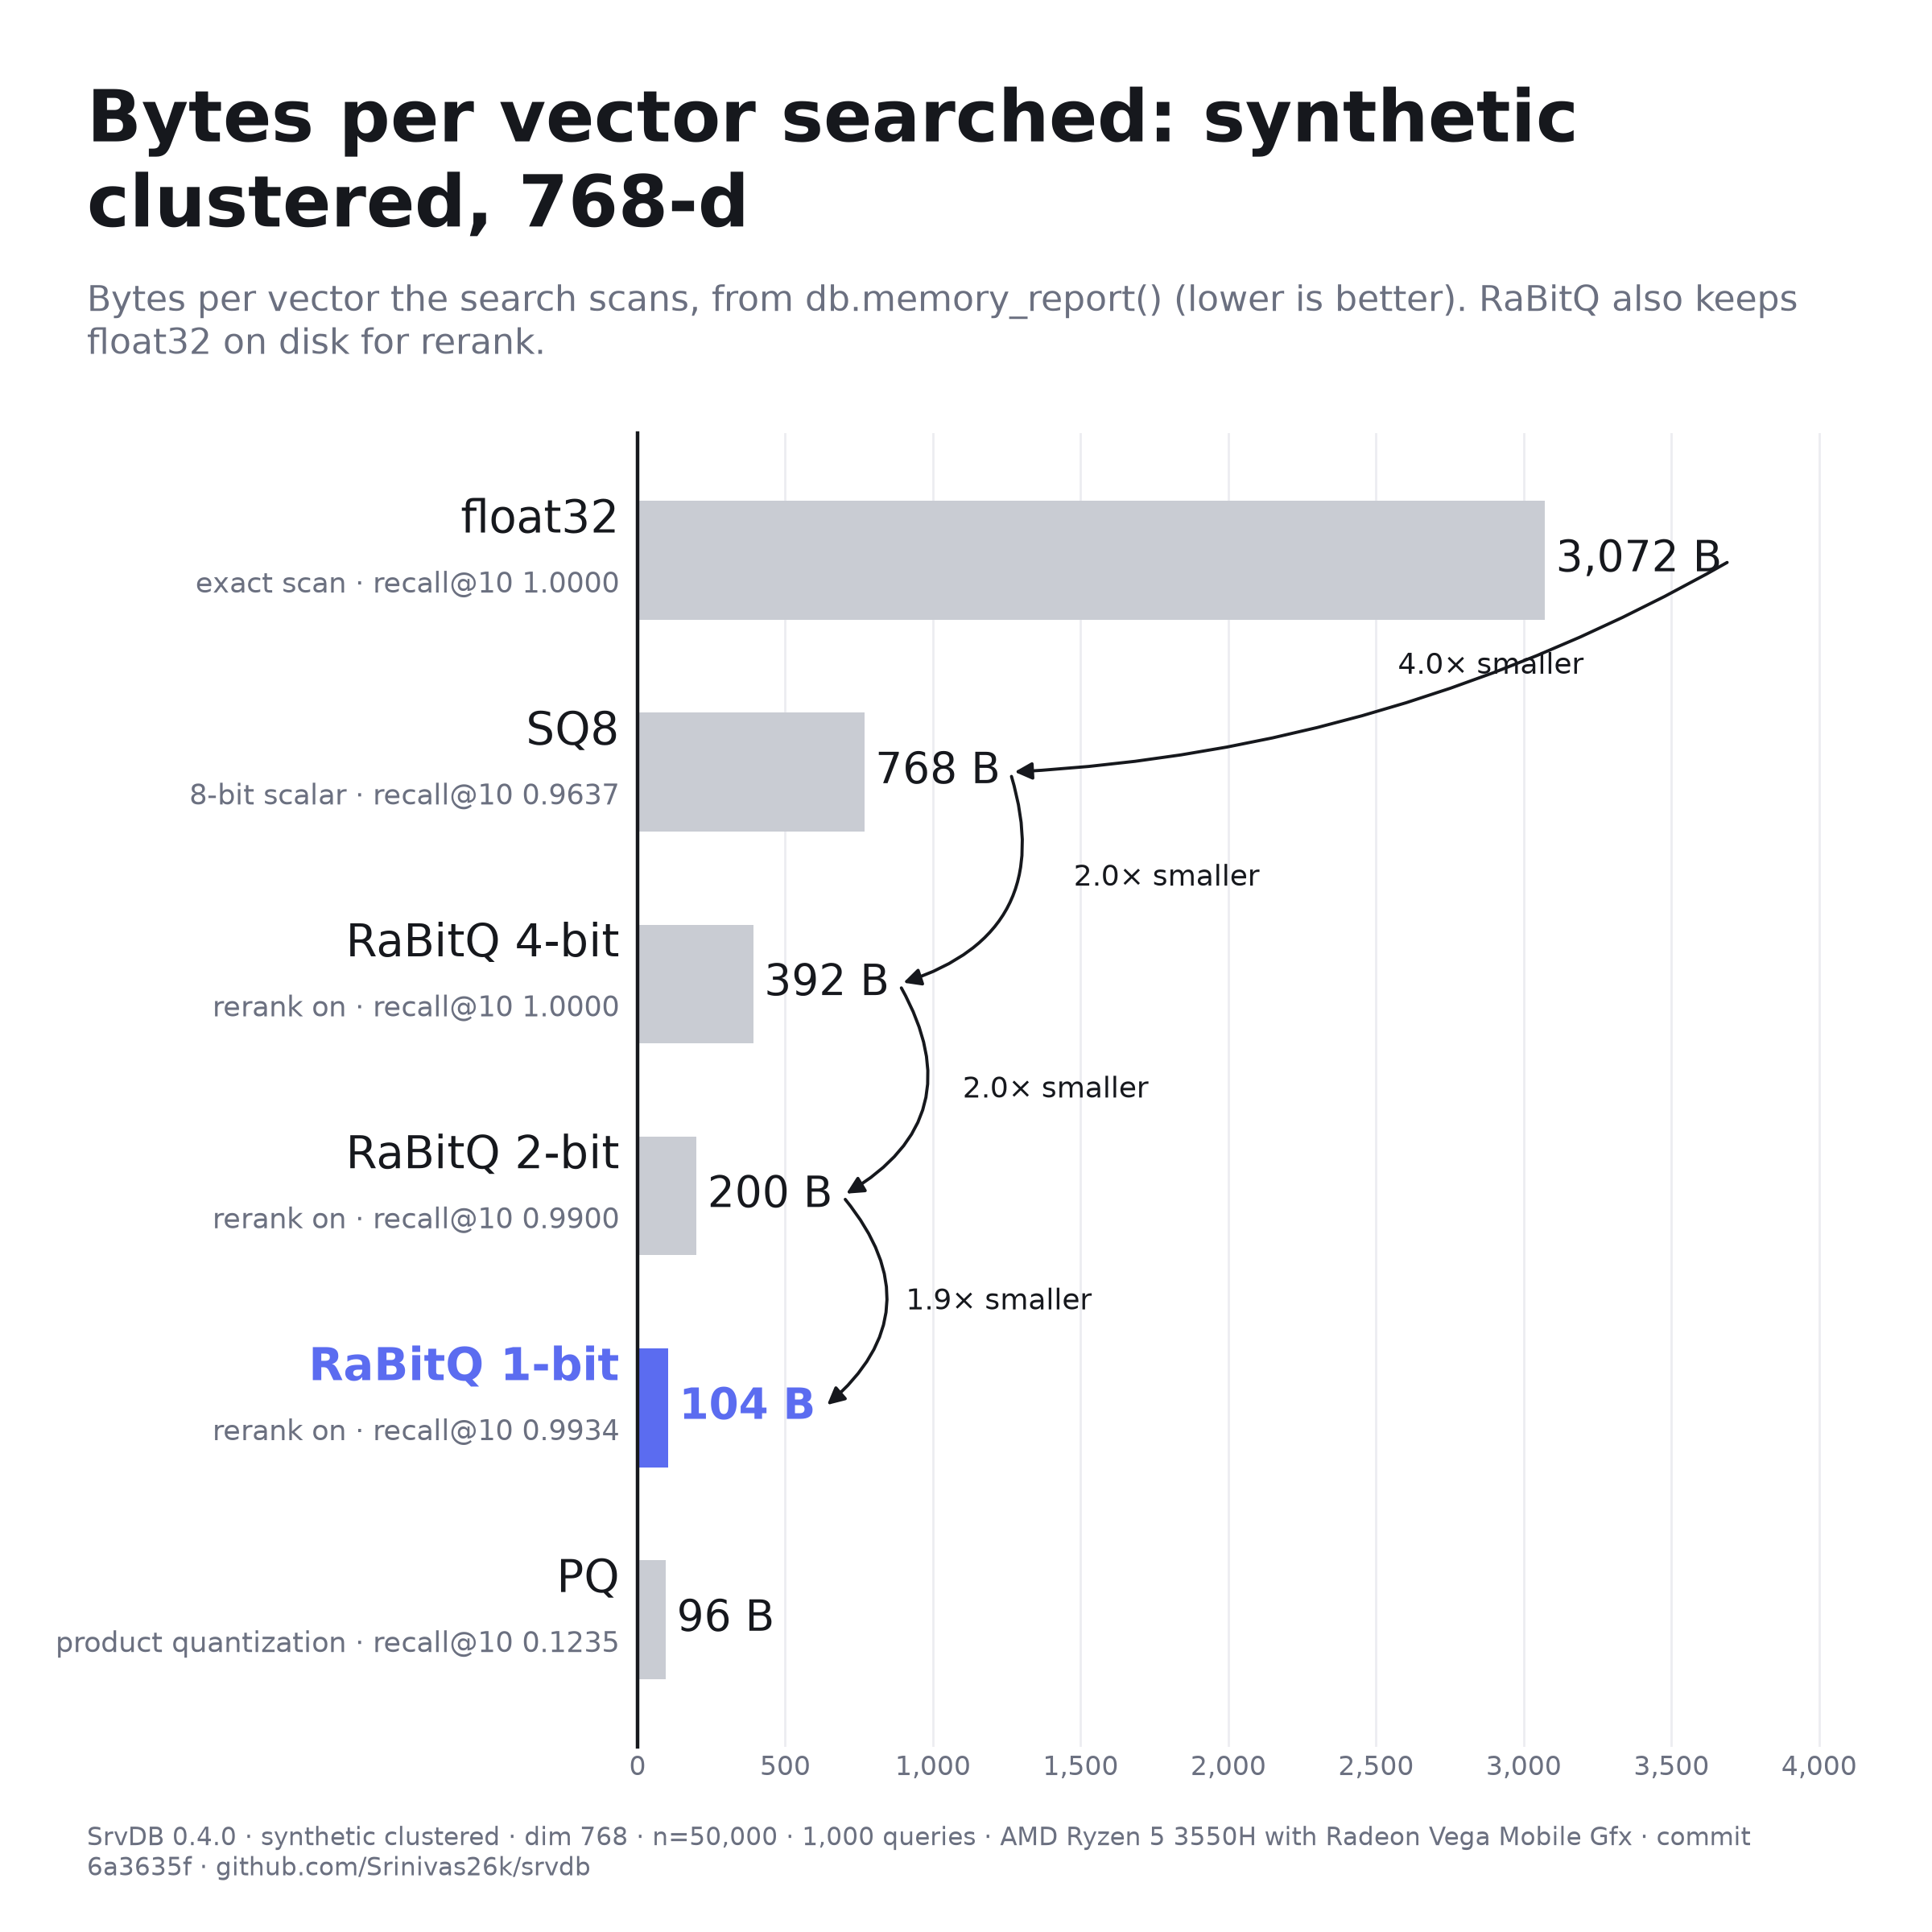 Bytes per vector searched: synthetic
clustered, 768-d
Bytes per vector the search scans, from db.memory_report() (lower is better). RaBitQ also keeps
float32 on disk for rerank.
float32
exact scan · recall@10 1.0000
3,072 B
4.0× smaller
SQ8
8-bit scalar · recall@10 0.9637
768 B
2.0× smaller
RaBitQ 4-bit
rerank on · recall@10 1.0000
392 B
2.0× smaller
RaBitQ 2-bit
rerank on · recall@10 0.9900
200 B
1.9× smaller
RaBitQ 1-bit
rerank on · recall@10 0.9934
104 B
PQ
product quantization · recall@10 0.1235
96 B
0 500 1,000 1,500 2,000 2,500 3,000 3,500 4,000
SrvDB 0.4.0 · synthetic clustered · dim 768 · n=50,000 · 1,000 queries · AMD Ryzen 5 3550H with Radeon Vega Mobile Gfx · commit
6a3635f · github.com/Srinivas26k/srvdb